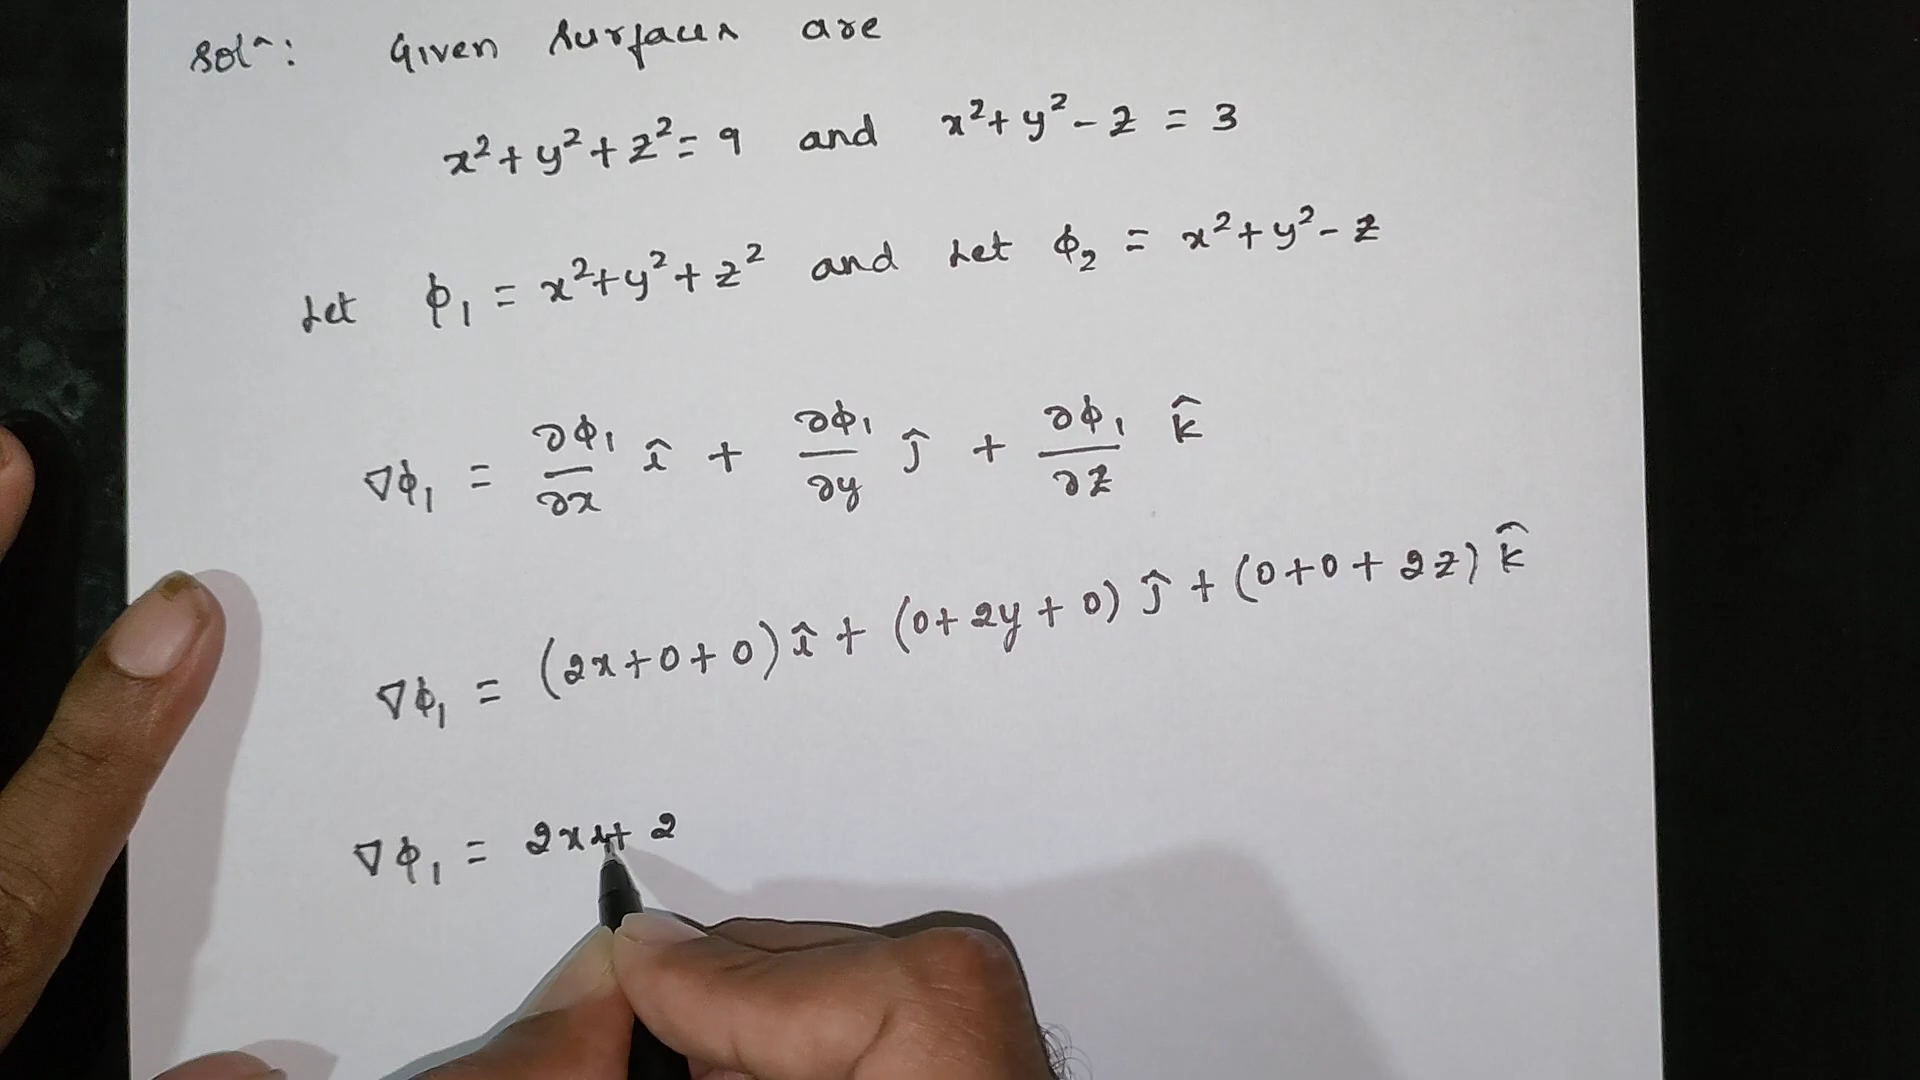 Solⁿ: Given surfaces are
x²+y²+z²=9 and x²+y²-z = 3
Let ϕ₁ = x²+y²+z² and Let ϕ₂ = x²+y²-z
∇ϕ₁ = ∂ϕ₁/∂x î + ∂ϕ₁/∂y ĵ + ∂ϕ₁/∂z k̂
∇ϕ₁ = (2x+0+0) î + (0+2y+0) ĵ + (0+0+2z) k̂
∇ϕ₁ = 2x + 2